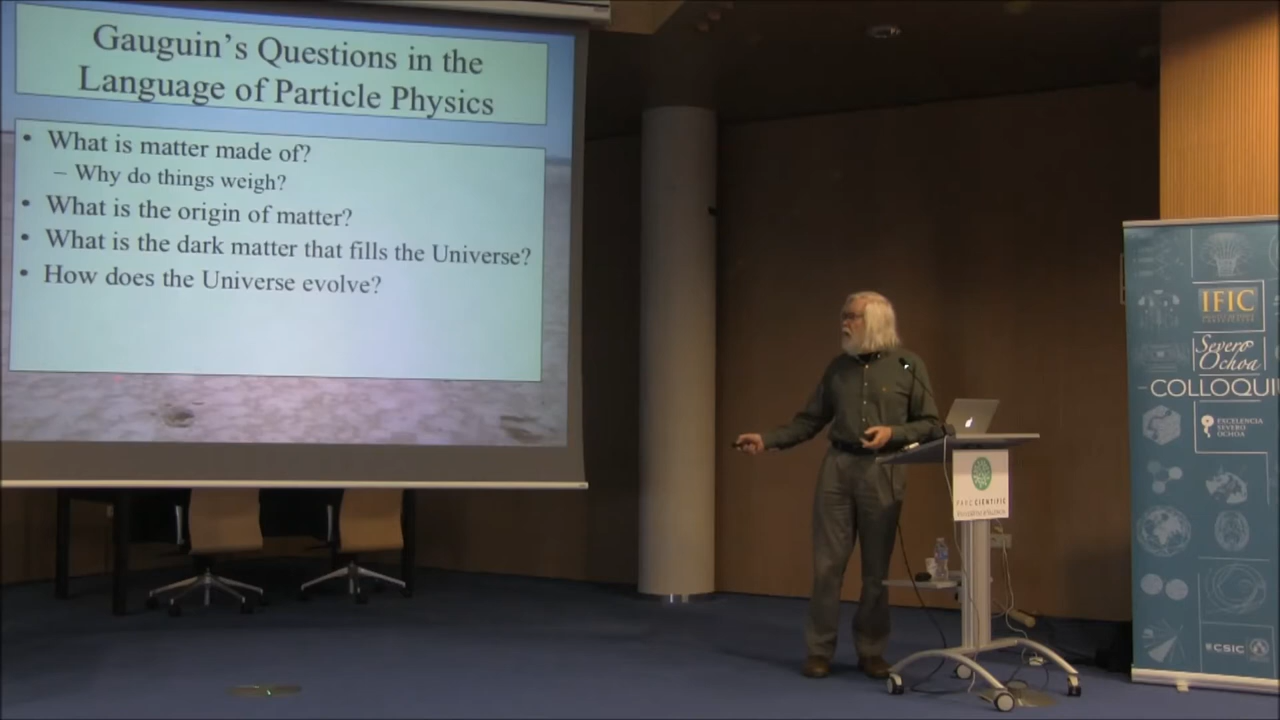 Gauguin's Questions in the
Language of Particle Physics
• What is matter made of?
– Why do things weigh?
• What is the origin of matter?
• What is the dark matter that fills the Universe?
• How does the Universe evolve?
IFIC
Severo
Ochoa
COLLOQUI
EXCELENCIA
SEVERO
OCHOA
CSIC
PARC CIENTÍFIC